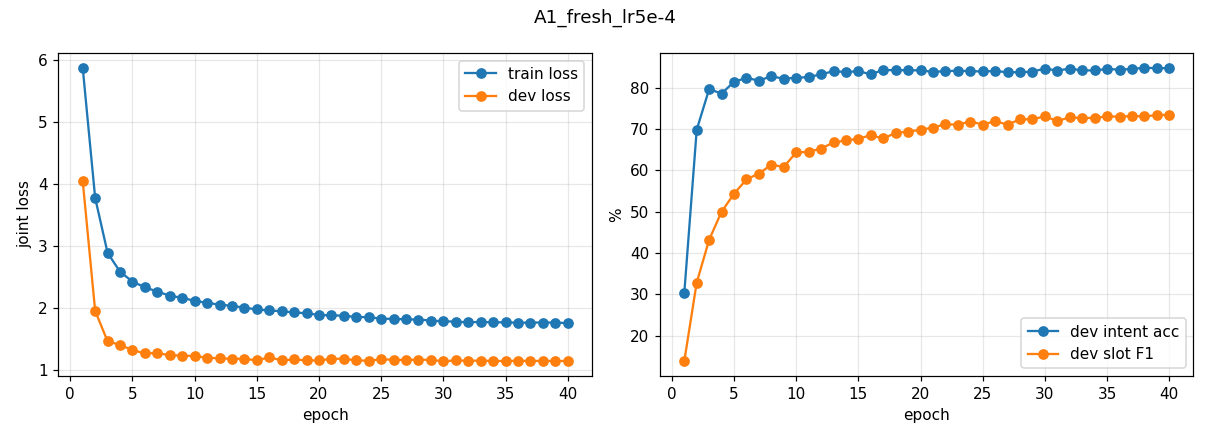 A1_fresh_lr5e-4
joint loss
6
5
4
3
2
1
0 5 10 15 20 25 30 35 40
epoch
train loss
dev loss
%
80
70
60
50
40
30
20
0 5 10 15 20 25 30 35 40
epoch
dev intent acc
dev slot F1